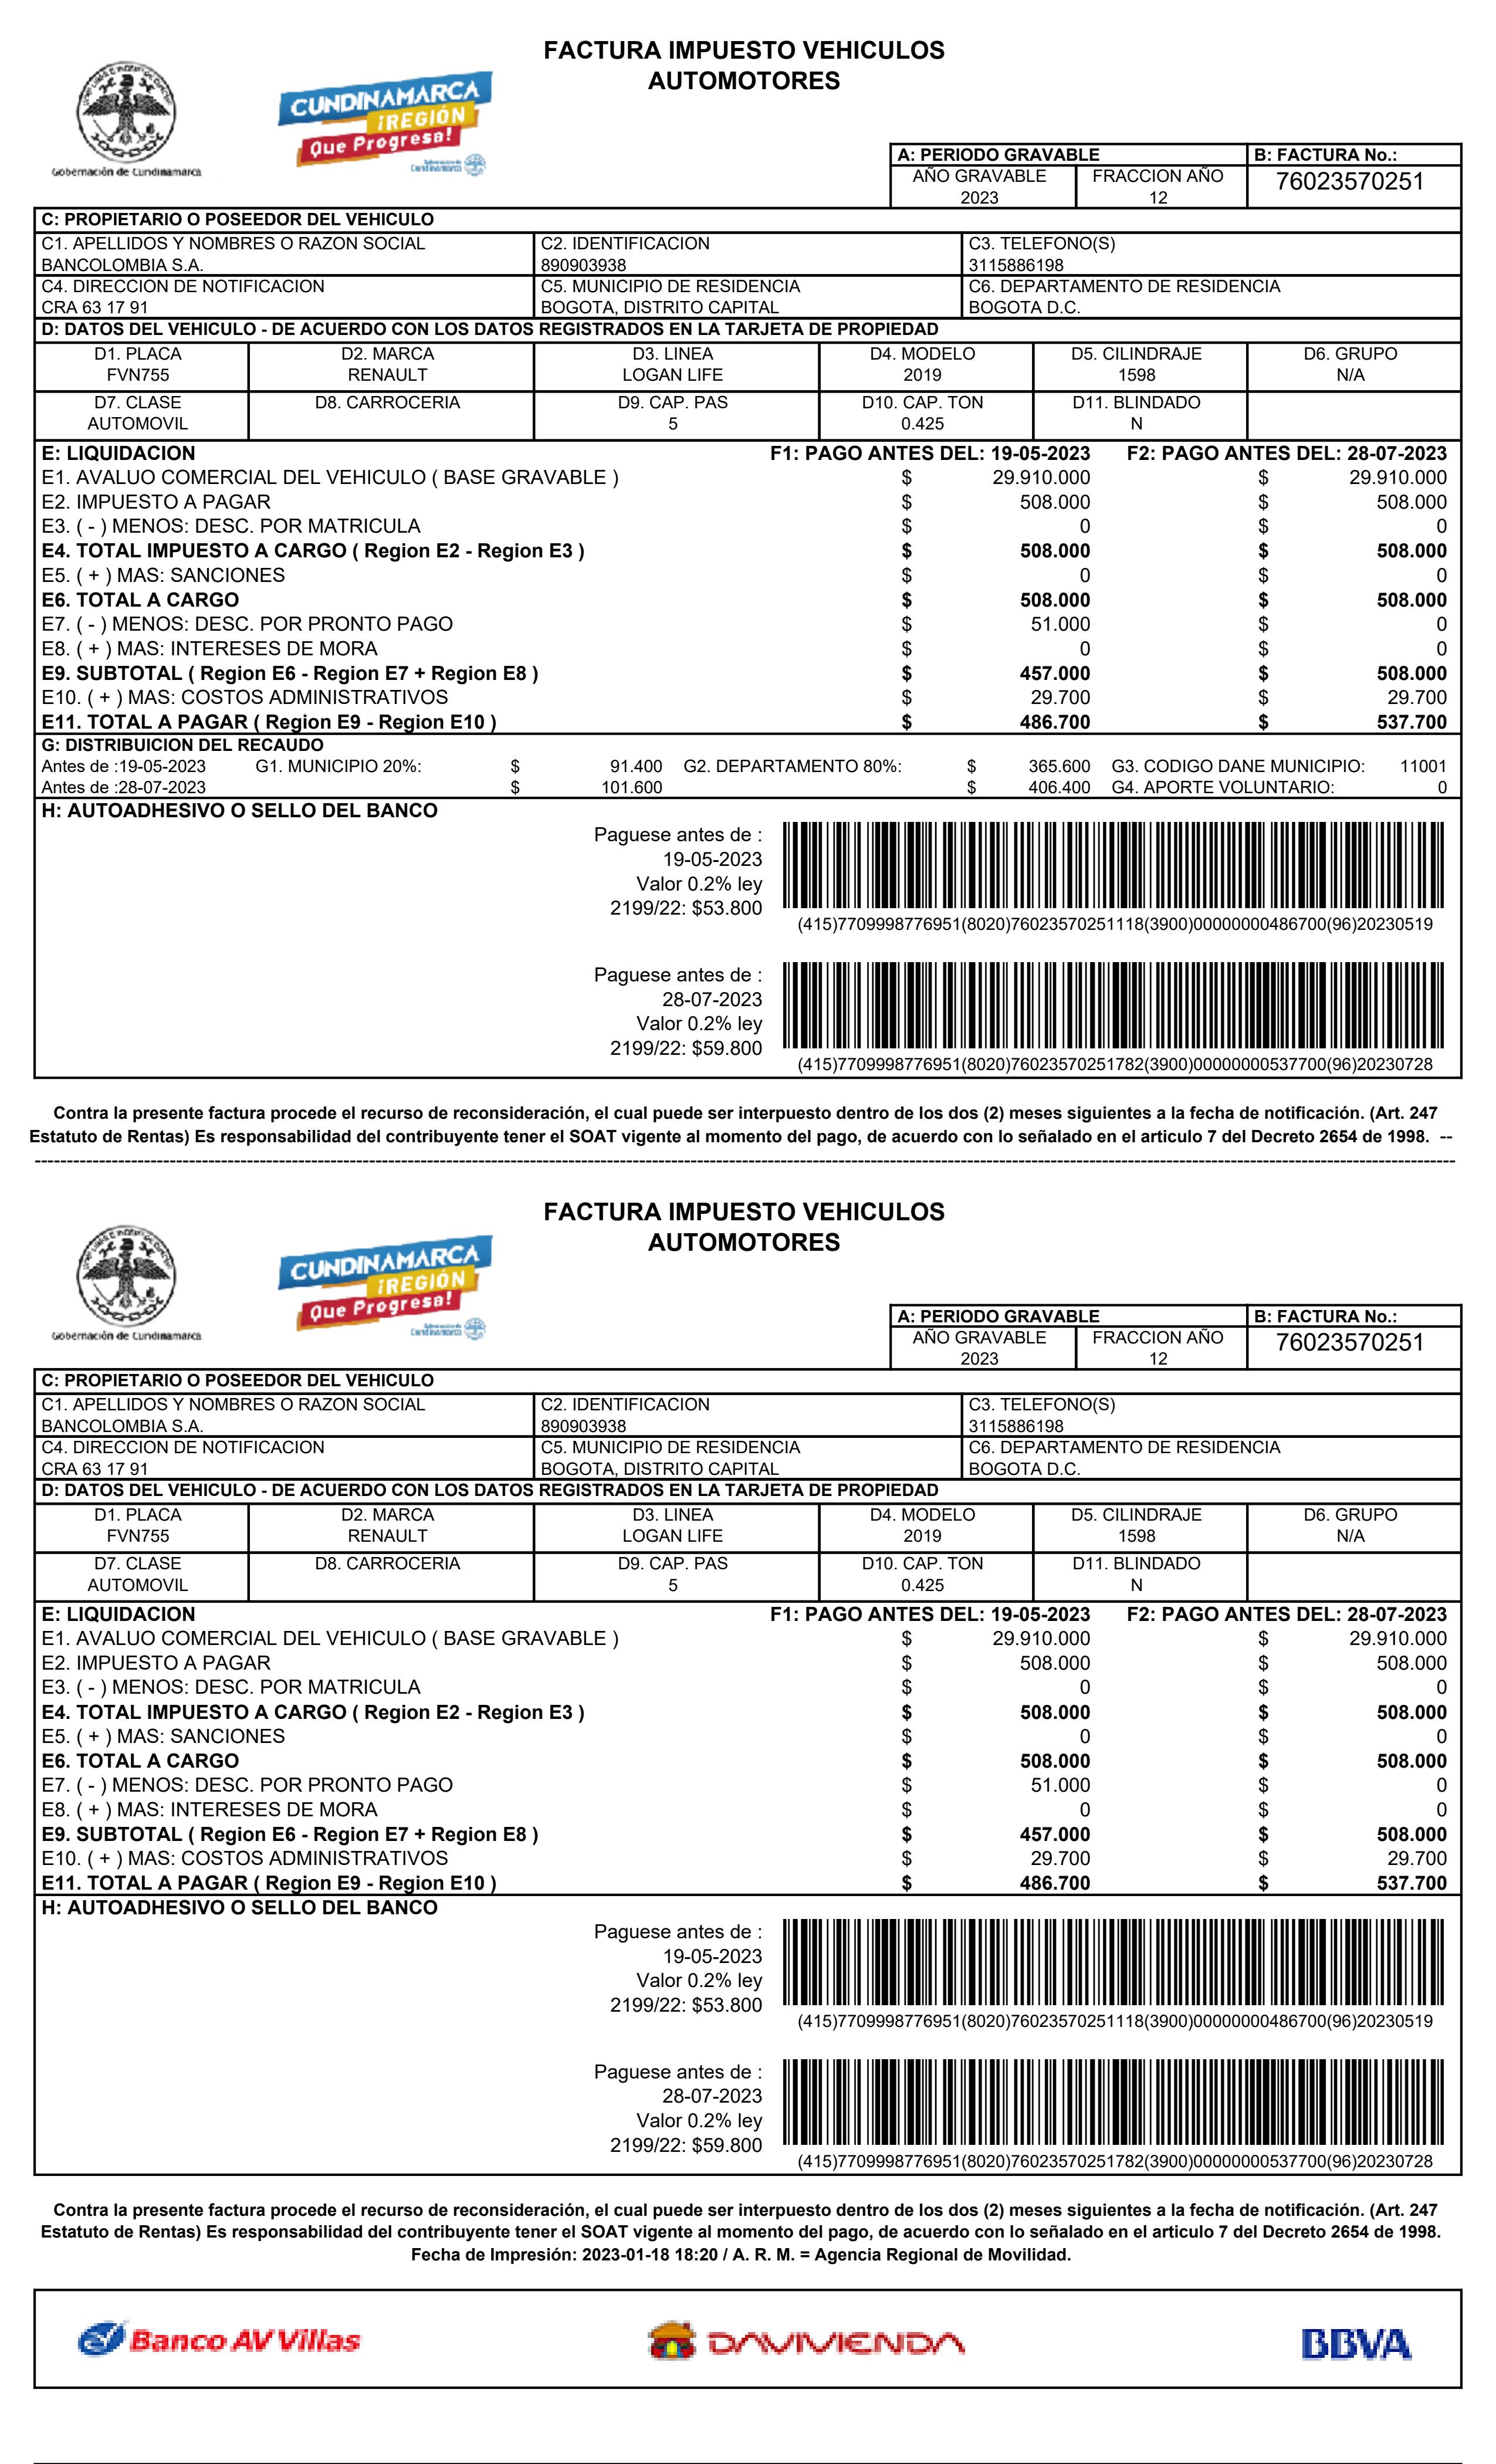 FACTURA IMPUESTO VEHICULOS
AUTOMOTORES
Gobernación de Cundinamarca
CUNDINAMARCA
¡REGIÓN
Que Progresa!
A: PERIODO GRAVABLE B: FACTURA No.:
AÑO GRAVABLE FRACCION AÑO 76023570251
2023 12
C: PROPIETARIO O POSEEDOR DEL VEHICULO
C1. APELLIDOS Y NOMBRES O RAZON SOCIAL C2. IDENTIFICACION C3. TELEFONO(S)
BANCOLOMBIA S.A. 890903938 3115886198
C4. DIRECCION DE NOTIFICACION C5. MUNICIPIO DE RESIDENCIA C6. DEPARTAMENTO DE RESIDENCIA
CRA 63 17 91 BOGOTA, DISTRITO CAPITAL BOGOTA D.C.
D: DATOS DEL VEHICULO - DE ACUERDO CON LOS DATOS REGISTRADOS EN LA TARJETA DE PROPIEDAD
D1. PLACA D2. MARCA D3. LINEA D4. MODELO D5. CILINDRAJE D6. GRUPO
FVN755 RENAULT LOGAN LIFE 2019 1598 N/A
D7. CLASE D8. CARROCERIA D9. CAP. PAS D10. CAP. TON D11. BLINDADO
AUTOMOVIL 5 0.425 N
E: LIQUIDACION F1: PAGO ANTES DEL: 19-05-2023 F2: PAGO ANTES DEL: 28-07-2023
E1. AVALUO COMERCIAL DEL VEHICULO ( BASE GRAVABLE ) $ 29.910.000 $ 29.910.000
E2. IMPUESTO A PAGAR $ 508.000 $ 508.000
E3. ( - ) MENOS: DESC. POR MATRICULA $ 0 $ 0
E4. TOTAL IMPUESTO A CARGO ( Region E2 - Region E3 ) $ 508.000 $ 508.000
E5. ( + ) MAS: SANCIONES $ 0 $ 0
E6. TOTAL A CARGO $ 508.000 $ 508.000
E7. ( - ) MENOS: DESC. POR PRONTO PAGO $ 51.000 $ 0
E8. ( + ) MAS: INTERESES DE MORA $ 0 $ 0
E9. SUBTOTAL ( Region E6 - Region E7 + Region E8 ) $ 457.000 $ 508.000
E10. ( + ) MAS: COSTOS ADMINISTRATIVOS $ 29.700 $ 29.700
E11. TOTAL A PAGAR ( Region E9 - Region E10 ) $ 486.700 $ 537.700
G: DISTRIBUICION DEL RECAUDO
Antes de :19-05-2023 G1. MUNICIPIO 20%: $ 91.400 G2. DEPARTAMENTO 80%: $ 365.600 G3. CODIGO DANE MUNICIPIO: 11001
Antes de :28-07-2023 $ 101.600 $ 406.400 G4. APORTE VOLUNTARIO: 0
H: AUTOADHESIVO O SELLO DEL BANCO
Paguese antes de :
19-05-2023
Valor 0.2% ley
2199/22: $53.800
(415)7709998776951(8020)76023570251118(3900)00000000486700(96)20230519
Paguese antes de :
28-07-2023
Valor 0.2% ley
2199/22: $59.800
(415)7709998776951(8020)76023570251782(3900)00000000537700(96)20230728
Contra la presente factura procede el recurso de reconsideración, el cual puede ser interpuesto dentro de los dos (2) meses siguientes a la fecha de notificación. (Art. 247
Estatuto de Rentas) Es responsabilidad del contribuyente tener el SOAT vigente al momento del pago, de acuerdo con lo señalado en el articulo 7 del Decreto 2654 de 1998. --
FACTURA IMPUESTO VEHICULOS
AUTOMOTORES
Gobernación de Cundinamarca
CUNDINAMARCA
¡REGIÓN
Que Progresa!
A: PERIODO GRAVABLE B: FACTURA No.:
AÑO GRAVABLE FRACCION AÑO 76023570251
2023 12
C: PROPIETARIO O POSEEDOR DEL VEHICULO
C1. APELLIDOS Y NOMBRES O RAZON SOCIAL C2. IDENTIFICACION C3. TELEFONO(S)
BANCOLOMBIA S.A. 890903938 3115886198
C4. DIRECCION DE NOTIFICACION C5. MUNICIPIO DE RESIDENCIA C6. DEPARTAMENTO DE RESIDENCIA
CRA 63 17 91 BOGOTA, DISTRITO CAPITAL BOGOTA D.C.
D: DATOS DEL VEHICULO - DE ACUERDO CON LOS DATOS REGISTRADOS EN LA TARJETA DE PROPIEDAD
D1. PLACA D2. MARCA D3. LINEA D4. MODELO D5. CILINDRAJE D6. GRUPO
FVN755 RENAULT LOGAN LIFE 2019 1598 N/A
D7. CLASE D8. CARROCERIA D9. CAP. PAS D10. CAP. TON D11. BLINDADO
AUTOMOVIL 5 0.425 N
E: LIQUIDACION F1: PAGO ANTES DEL: 19-05-2023 F2: PAGO ANTES DEL: 28-07-2023
E1. AVALUO COMERCIAL DEL VEHICULO ( BASE GRAVABLE ) $ 29.910.000 $ 29.910.000
E2. IMPUESTO A PAGAR $ 508.000 $ 508.000
E3. ( - ) MENOS: DESC. POR MATRICULA $ 0 $ 0
E4. TOTAL IMPUESTO A CARGO ( Region E2 - Region E3 ) $ 508.000 $ 508.000
E5. ( + ) MAS: SANCIONES $ 0 $ 0
E6. TOTAL A CARGO $ 508.000 $ 508.000
E7. ( - ) MENOS: DESC. POR PRONTO PAGO $ 51.000 $ 0
E8. ( + ) MAS: INTERESES DE MORA $ 0 $ 0
E9. SUBTOTAL ( Region E6 - Region E7 + Region E8 ) $ 457.000 $ 508.000
E10. ( + ) MAS: COSTOS ADMINISTRATIVOS $ 29.700 $ 29.700
E11. TOTAL A PAGAR ( Region E9 - Region E10 ) $ 486.700 $ 537.700
H: AUTOADHESIVO O SELLO DEL BANCO
Paguese antes de :
19-05-2023
Valor 0.2% ley
2199/22: $53.800
(415)7709998776951(8020)76023570251118(3900)00000000486700(96)20230519
Paguese antes de :
28-07-2023
Valor 0.2% ley
2199/22: $59.800
(415)7709998776951(8020)76023570251782(3900)00000000537700(96)20230728
Contra la presente factura procede el recurso de reconsideración, el cual puede ser interpuesto dentro de los dos (2) meses siguientes a la fecha de notificación. (Art. 247
Estatuto de Rentas) Es responsabilidad del contribuyente tener el SOAT vigente al momento del pago, de acuerdo con lo señalado en el articulo 7 del Decreto 2654 de 1998.
Fecha de Impresión: 2023-01-18 18:20 / A. R. M. = Agencia Regional de Movilidad.
Banco AV Villas DAVIVIENDA BBVA